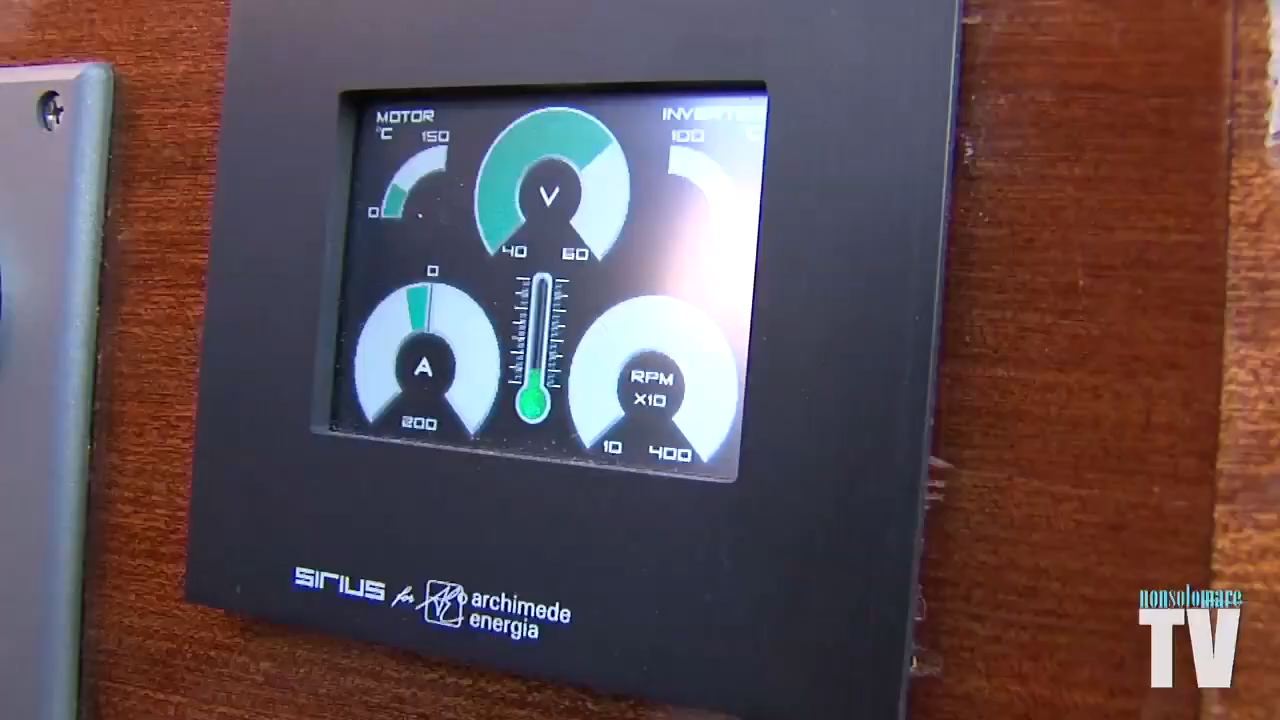 MOTOR
°C 150
0
V
40 60
INVERTER
100 °C
0
A
200
RPM
X10
10 400
SIRIUS for archimede
energia
nonsolomare
TV